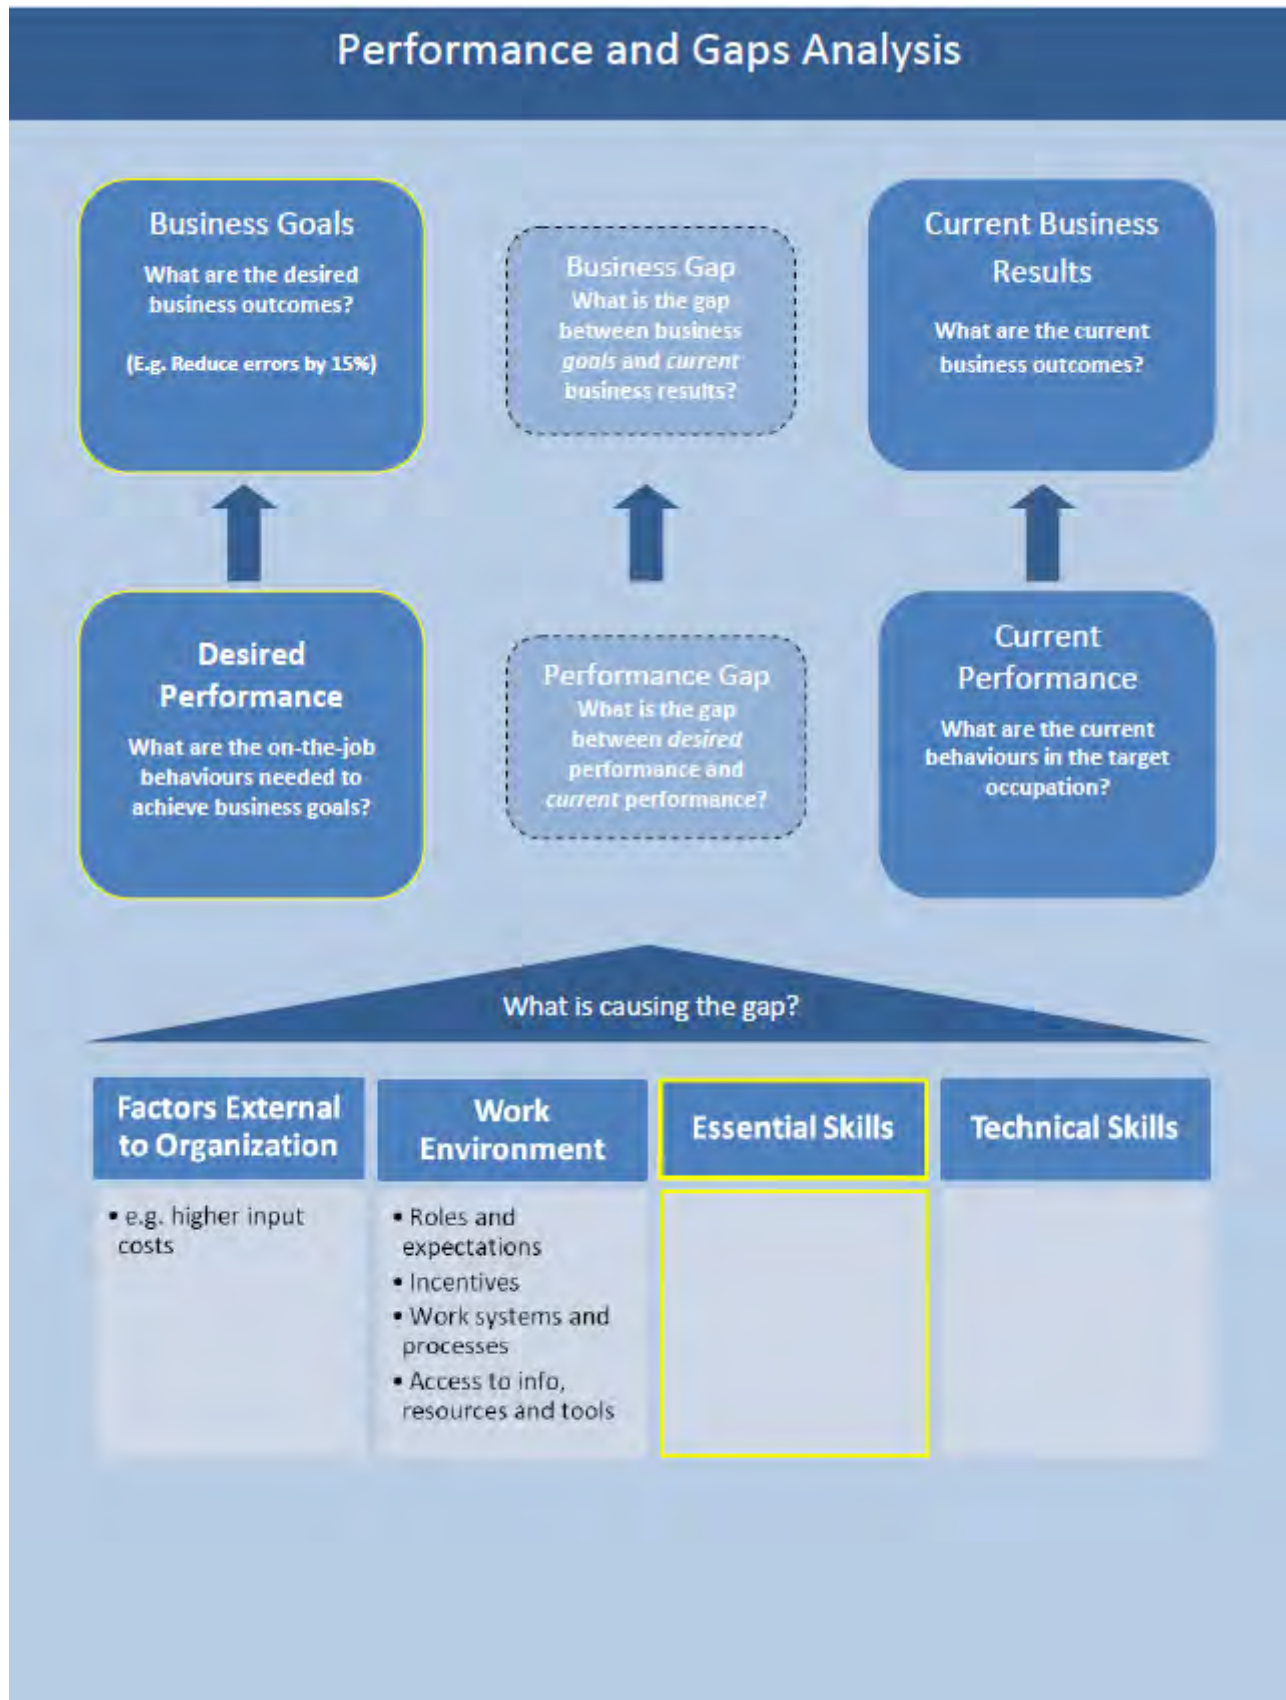 Performance and Gaps Analysis
Business Goals
What are the desired
business outcomes?
(E.g. Reduce errors by 15%)
Business Gap
What is the gap
between business
goals and current
business results?
Current Business
Results
What are the current
business outcomes?
Desired
Performance
What are the on-the-job
behaviours needed to
achieve business goals?
Performance Gap
What is the gap
between desired
performance and
current performance?
Current
Performance
What are the current
behaviours in the target
occupation?
What is causing the gap?
Factors External
to Organization
• e.g. higher input
costs
Work
Environment
• Roles and
expectations
• Incentives
• Work systems and
processes
• Access to info,
resources and tools
Essential Skills
Technical Skills